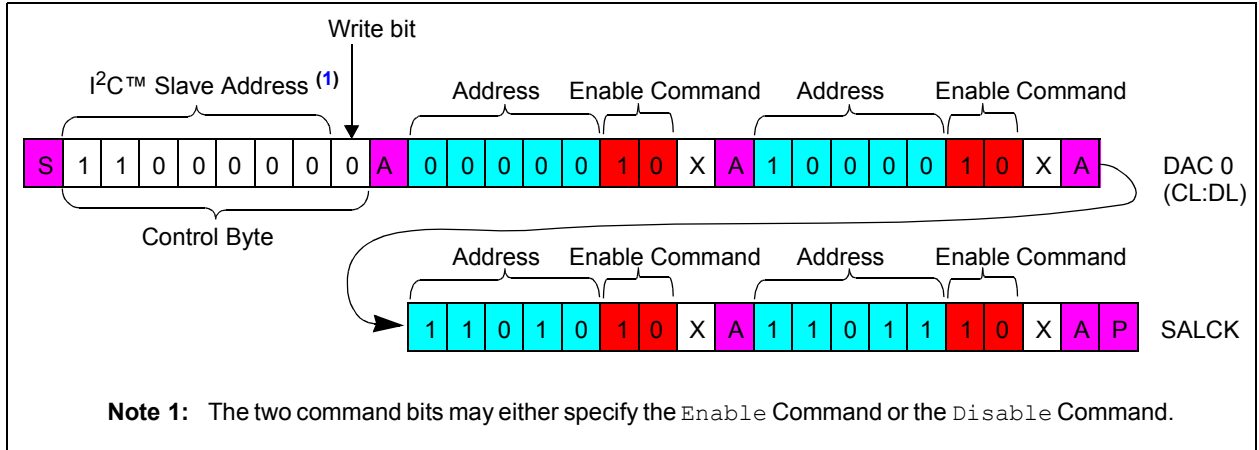 Write bit
I²C™ Slave Address (1)
Address Enable Command Address Enable Command
S 1 1 0 0 0 0 0 0 A 0 0 0 0 0 1 0 X A 1 0 0 0 0 1 0 X A DAC 0
(CL:DL)
Control Byte
Address Enable Command Address Enable Command
1 1 0 1 0 1 0 X A 1 1 0 1 1 1 0 X A P SALCK
Note 1: The two command bits may either specify the Enable Command or the Disable Command.